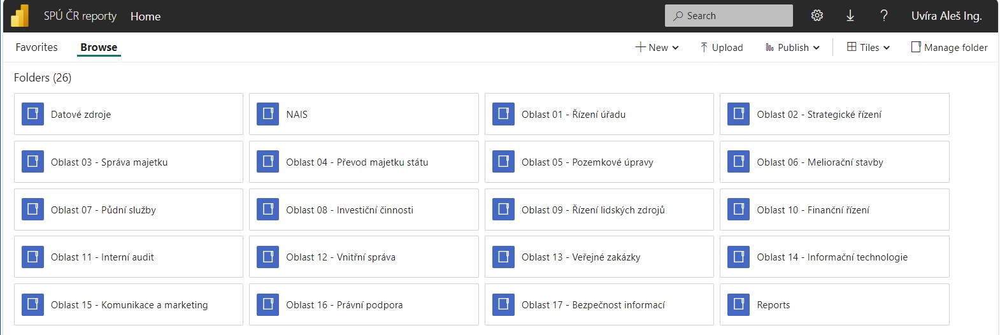 SPÚ ČR reporty Home Search ? Uvíra Aleš Ing.
Favorites Browse New Upload Publish Tiles Manage folder
Folders (26)
Datové zdroje NAIS Oblast 01 - Řízení úřadu Oblast 02 - Strategické řízení
Oblast 03 - Správa majetku Oblast 04 - Převod majetku státu Oblast 05 - Pozemkové úpravy Oblast 06 - Meliorační stavby
Oblast 07 - Půdní služby Oblast 08 - Investiční činnosti Oblast 09 - Řízení lidských zdrojů Oblast 10 - Finanční řízení
Oblast 11 - Interní audit Oblast 12 - Vnitřní správa Oblast 13 - Veřejné zakázky Oblast 14 - Informační technologie
Oblast 15 - Komunikace a marketing Oblast 16 - Právní podpora Oblast 17 - Bezpečnost informací Reports